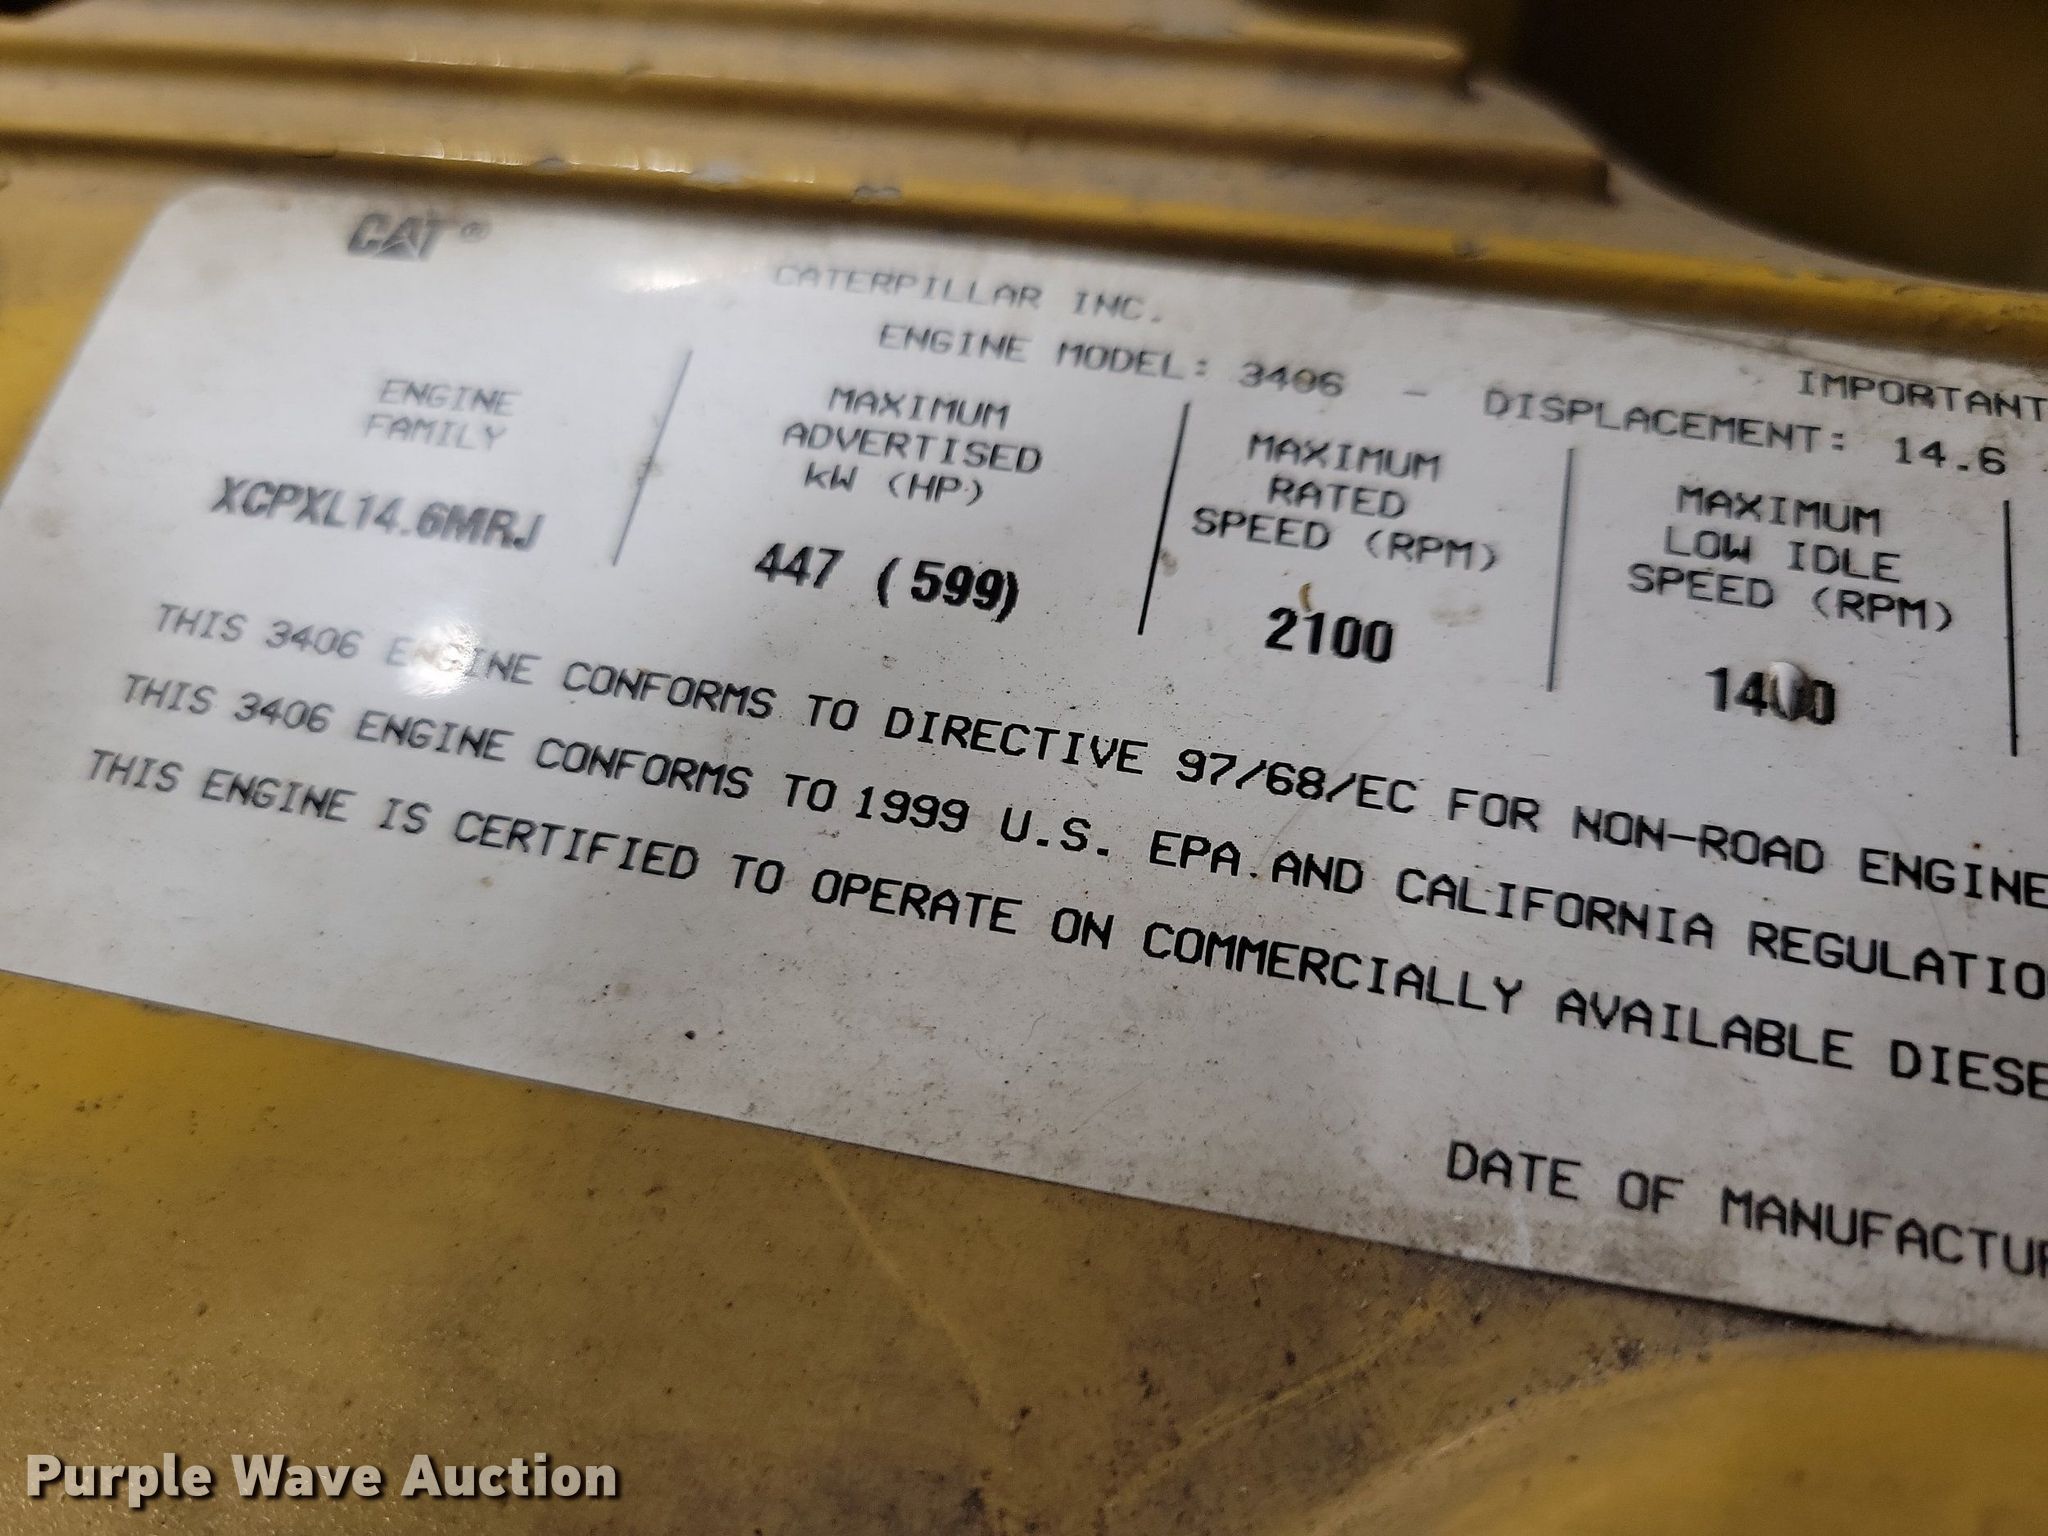 CAT®
CATERPILLAR INC.
IMPORTANT
ENGINE MODEL: 3406 - DISPLACEMENT: 14.6
ENGINE
FAMILY
XCPXL14.6MRJ
MAXIMUM
ADVERTISED
kW (HP)
447 (599)
MAXIMUM
RATED
SPEED (RPM)
2100
MAXIMUM
LOW IDLE
SPEED (RPM)
1400
THIS 3406 ENGINE CONFORMS TO DIRECTIVE 97/68/EC FOR NON-ROAD ENGINE
THIS 3406 ENGINE CONFORMS TO 1999 U.S. EPA AND CALIFORNIA REGULATIO
THIS ENGINE IS CERTIFIED TO OPERATE ON COMMERCIALLY AVAILABLE DIESE
DATE OF MANUFACTUR
Purple Wave Auction